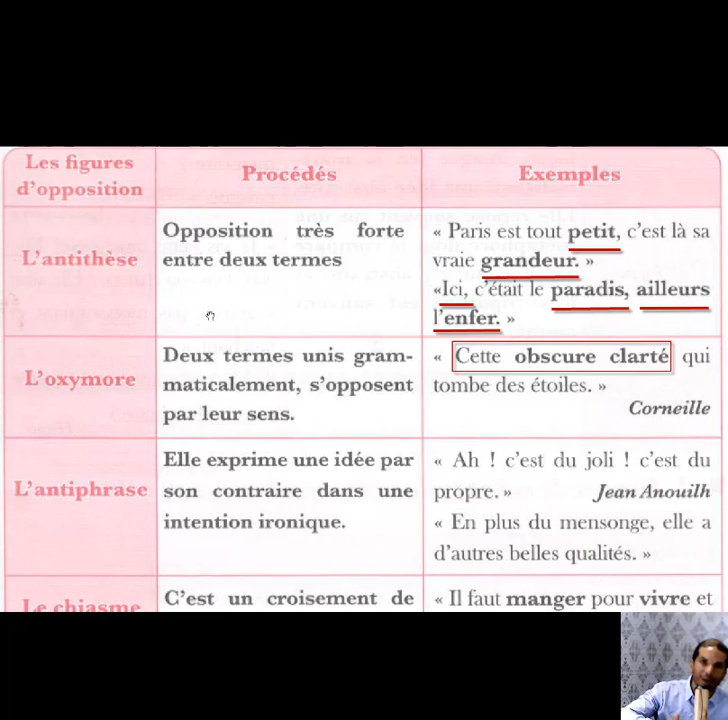 Les figures
d'opposition
Procédés
Exemples
L'antithèse
Opposition très forte
entre deux termes
« Paris est tout petit, c'est là sa
vraie grandeur. »
«Ici, c'était le paradis, ailleurs
l'enfer. »
L'oxymore
Deux termes unis gram-
maticalement, s'opposent
par leur sens.
« Cette obscure clarté qui
tombe des étoiles. »
Corneille
L'antiphrase
Elle exprime une idée par
son contraire dans une
intention ironique.
« Ah ! c'est du joli ! c'est du
propre. » Jean Anouilh
« En plus du mensonge, elle a
d'autres belles qualités. »
Le chiasme
C'est un croisement de
« Il faut manger pour vivre et